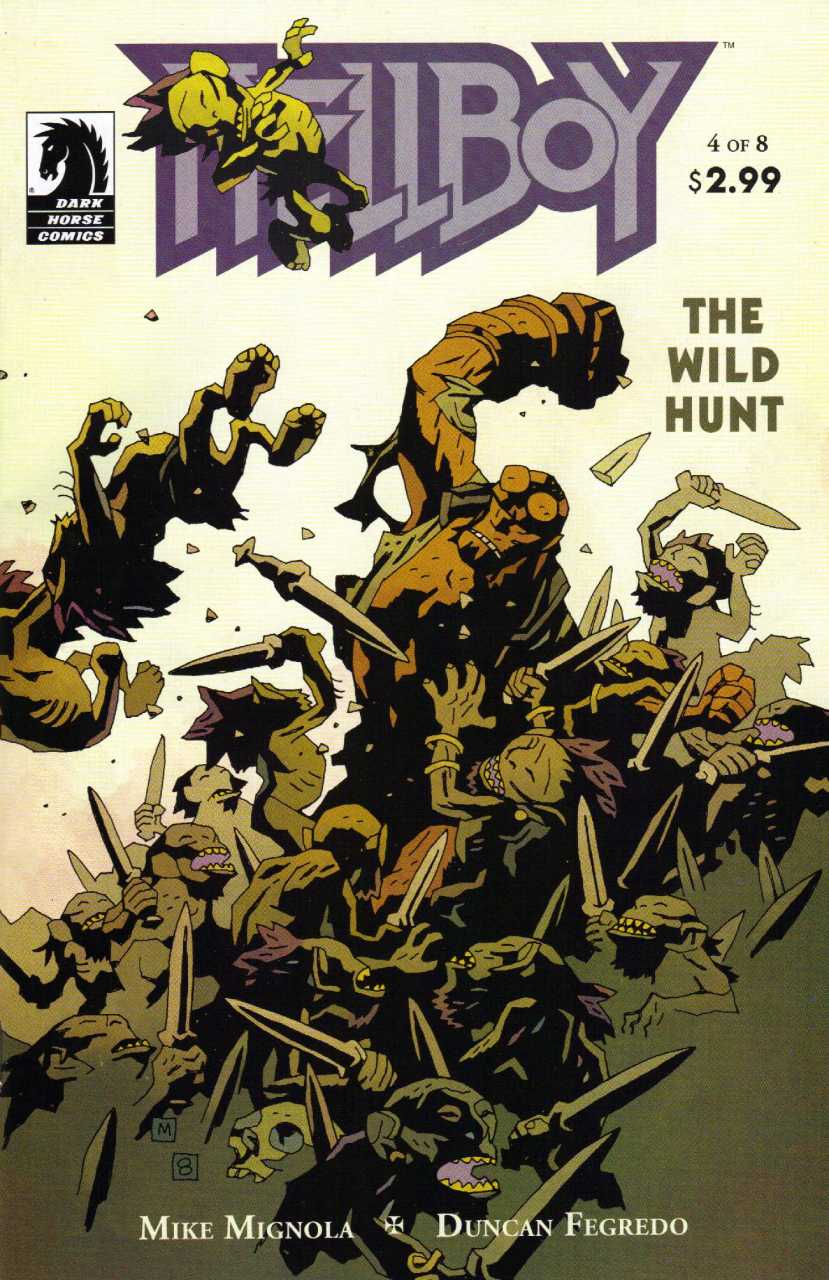 HELLBOY
™
DARK
HORSE
COMICS
®
4 OF 8
$2.99
THE
WILD
HUNT
M
8
MIKE MIGNOLA ✠ DUNCAN FEGREDO